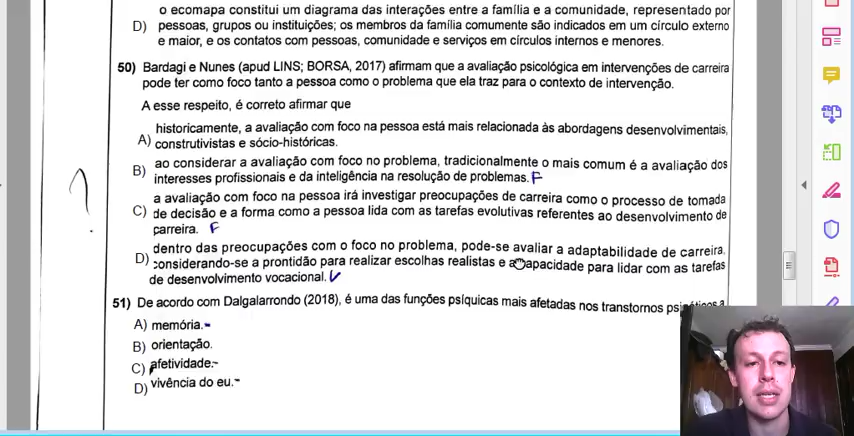 o ecomapa constitui um diagrama das interações entre a família e a comunidade, representado por
D) pessoas, grupos ou instituições; os membros da família comumente são indicados em um círculo externo
e maior, e os contatos com pessoas, comunidade e serviços em círculos internos e menores.
50) Bardagi e Nunes (apud LINS; BORSA, 2017) afirmam que a avaliação psicológica em intervenções de carreira
pode ter como foco tanto a pessoa como o problema que ela traz para o contexto de intervenção.
A esse respeito, é correto afirmar que
historicamente, a avaliação com foco na pessoa está mais relacionada às abordagens desenvolvimentais,
A) construtivistas e sócio-históricas.
ao considerar a avaliação com foco no problema, tradicionalmente o mais comum é a avaliação dos
B) interesses profissionais e da inteligência na resolução de problemas. F
a avaliação com foco na pessoa irá investigar preocupações de carreira como o processo de tomada
C) de decisão e a forma como a pessoa lida com as tarefas evolutivas referentes ao desenvolvimento de
carreira. F
?
dentro das preocupações com o foco no problema, pode-se avaliar a adaptabilidade de carreira,
D) considerando-se a prontidão para realizar escolhas realistas e a capacidade para lidar com as tarefas
de desenvolvimento vocacional. V
51) De acordo com Dalgalarrondo (2018), é uma das funções psíquicas mais afetadas nos transtornos
A) memória.-
B) orientação.
C) afetividade.-
D) vivência do eu.-